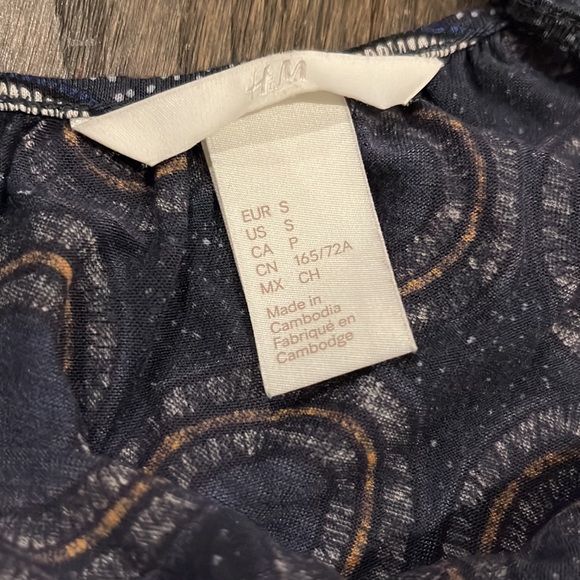 H&M
EUR S
US S
CA P
CN 165/72A
MX CH
Made in
Cambodia
Fabriqué en
Cambodge